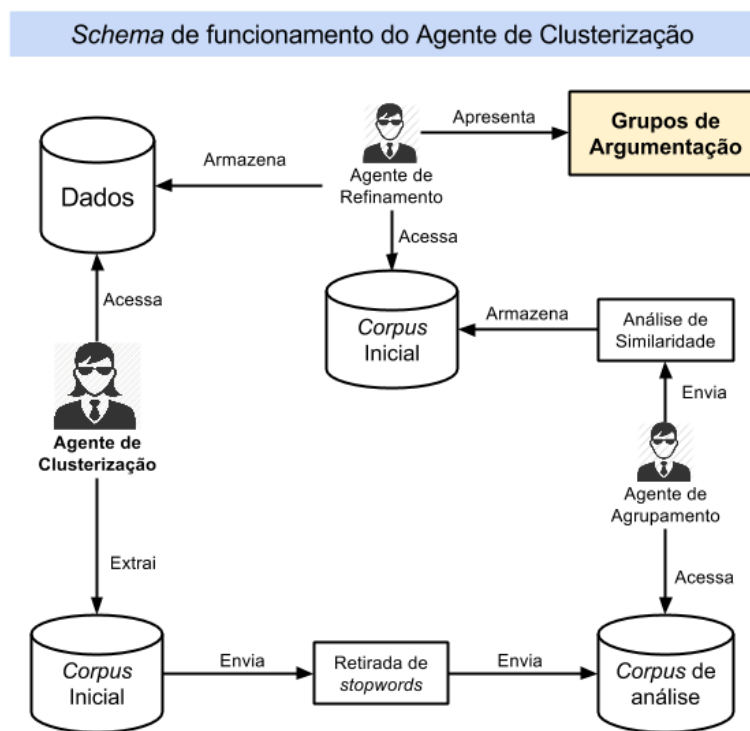 Schema de funcionamento do Agente de Clusterização
Apresenta
Grupos de
Argumentação
Armazena
Agente de
Refinamento
Dados
Acessa
Acessa
Corpus
Inicial
Armazena
Análise de
Similaridade
Envia
Agente de
Clusterização
Agente de
Agrupamento
Extrai
Acessa
Corpus
Inicial
Envia
Retirada de
stopwords
Envia
Corpus de
análise